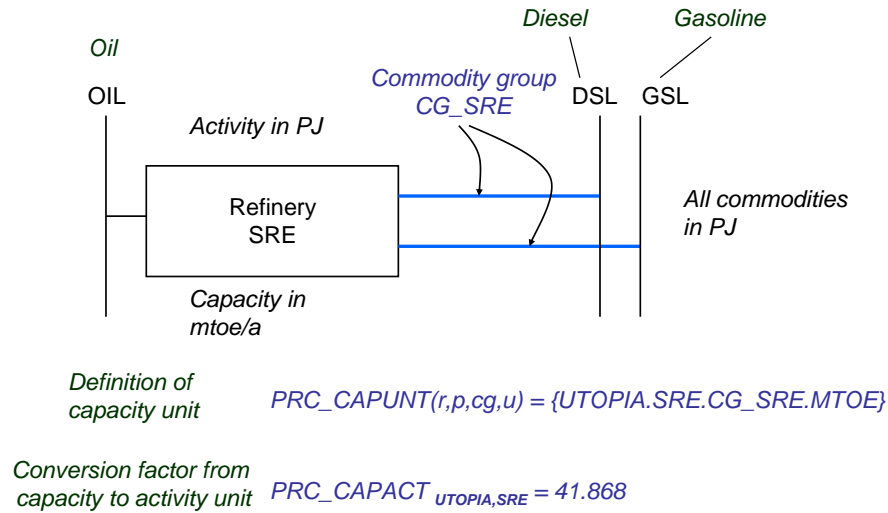 Diesel Gasoline
Oil
Commodity group
CG_SRE
OIL
DSL GSL
Activity in PJ
Refinery
SRE
All commodities
in PJ
Capacity in
mtoe/a
Definition of
capacity unit
PRC_CAPUNT(r,p,cg,u) = {UTOPIA.SRE.CG_SRE.MTOE}
Conversion factor from
capacity to activity unit
PRC_CAPACT UTOPIA,SRE = 41.868